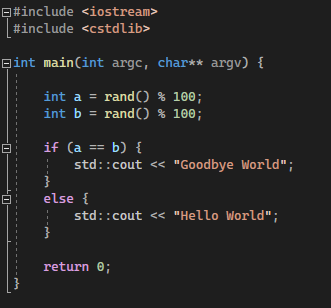 #include <iostream>
#include <cstdlib>

int main(int argc, char** argv) {

    int a = rand() % 100;
    int b = rand() % 100;

    if (a == b) {
        std::cout << "Goodbye World";
    }
    else {
        std::cout << "Hello World";
    }

    return 0;
}